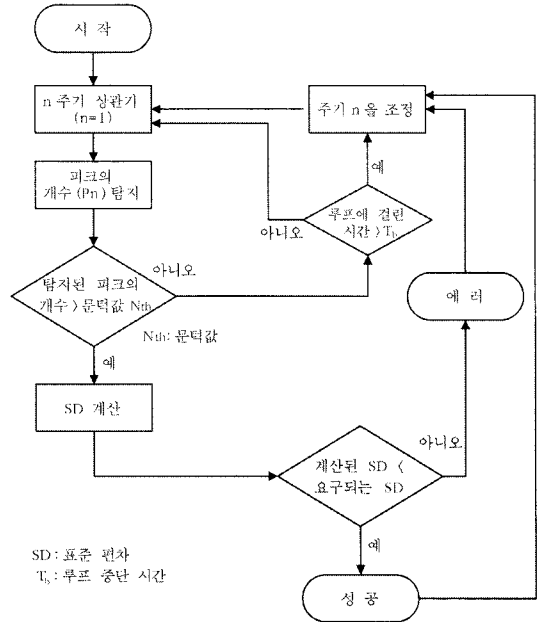 시 작
n 주기 상관기
(n=1)
주기 n 을 조정
피크의
개수 (Pn) 탐지
예
루프에 걸린
시간 > Tb
아니오
아니오
탐지된 피크의
개수 > 문턱값 Nth
에 러
Nth: 문턱값
예
SD 계산
아니오
계산된 SD <
요구되는 SD
예
SD : 표준 편차
Tb : 루프 중단 시간
성 공